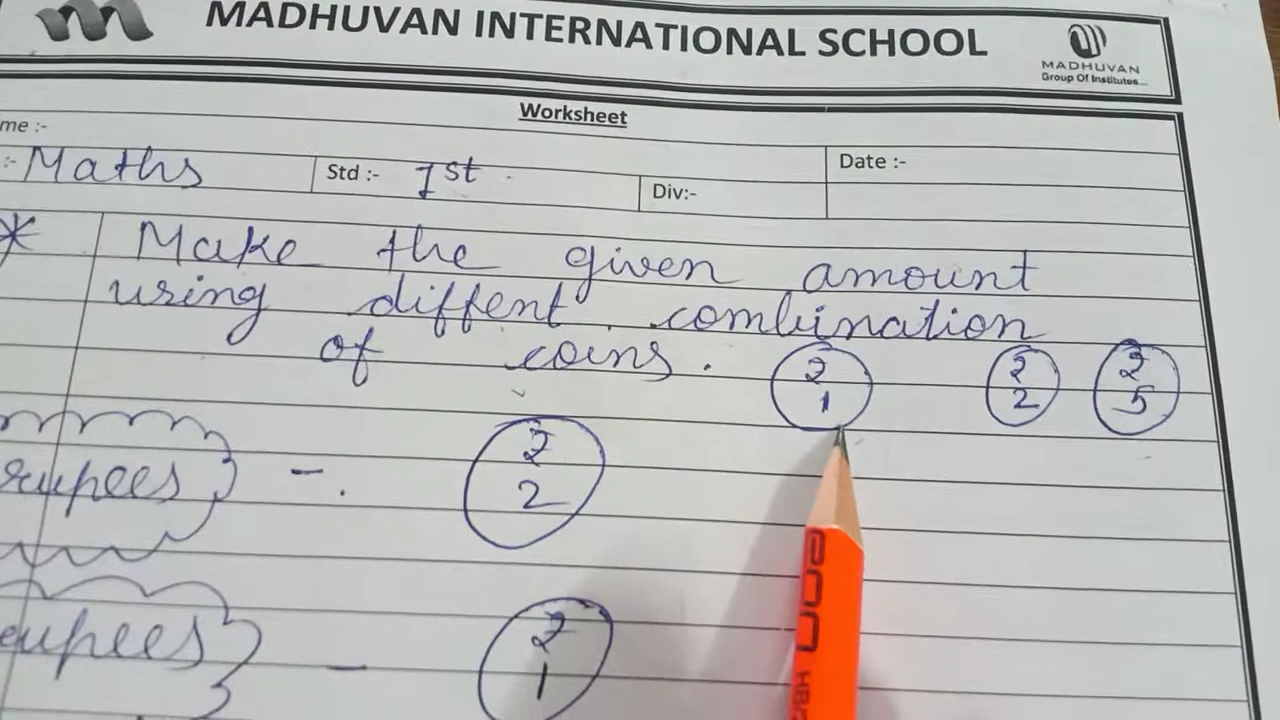 MADHUVAN INTERNATIONAL SCHOOL
MADHUVAN
Group Of Institutes...
Worksheet
me :-
:- Maths
Std :- 1st
Div:-
Date :-
* Make the given amount
using diffent combination
of coins.
₹ 1
₹ 2
₹ 5
rupees - ₹ 2
rupees - ₹ 1